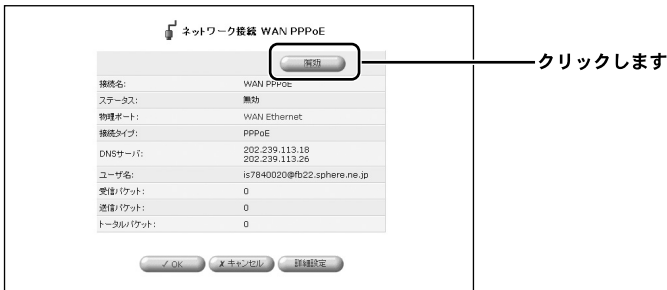 ネットワーク接続 WAN PPPoE
有効
クリックします
接続名: WAN PPPoE
ステータス: 無効
物理ポート: WAN Ethernet
接続タイプ: PPPoE
DNSサーバ: 202.239.113.18
202.239.113.26
ユーザ名: is7840020@fb22.sphere.ne.jp
受信パケット: 0
送信パケット: 0
トータルパケット: 0
✓ OK ✗ キャンセル 詳細設定